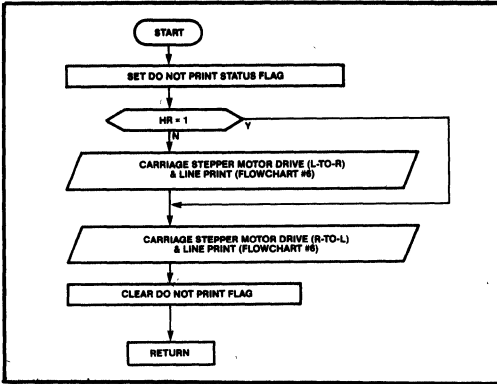 START
SET DO NOT PRINT STATUS FLAG
HR = 1
Y
N
CARRIAGE STEPPER MOTOR DRIVE (L-TO-R)
& LINE PRINT (FLOWCHART #6)
CARRIAGE STEPPER MOTOR DRIVE (R-TO-L)
& LINE PRINT (FLOWCHART #6)
CLEAR DO NOT PRINT FLAG
RETURN